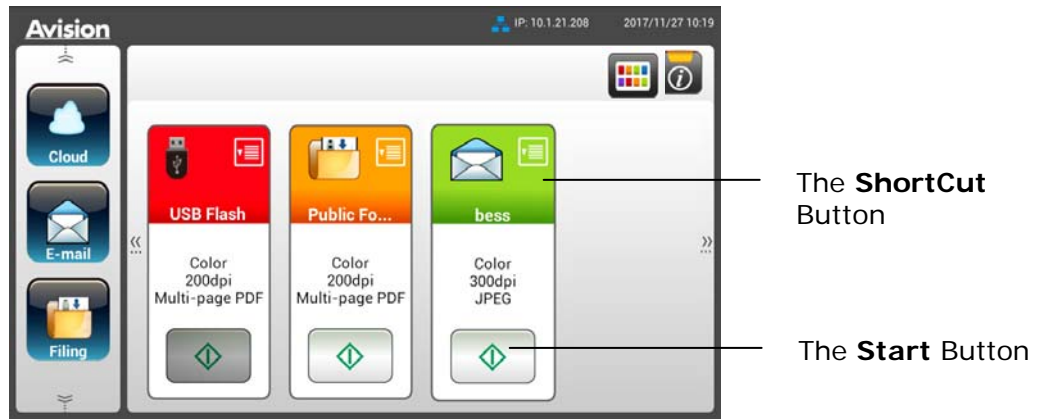 Avision
IP: 10.1.21.208
2017/11/27 10:19
Cloud
E-mail
Filing
USB Flash
Color
200dpi
Multi-page PDF
Public Fo...
Color
200dpi
Multi-page PDF
bess
Color
300dpi
JPEG
The ShortCut
Button
The Start Button